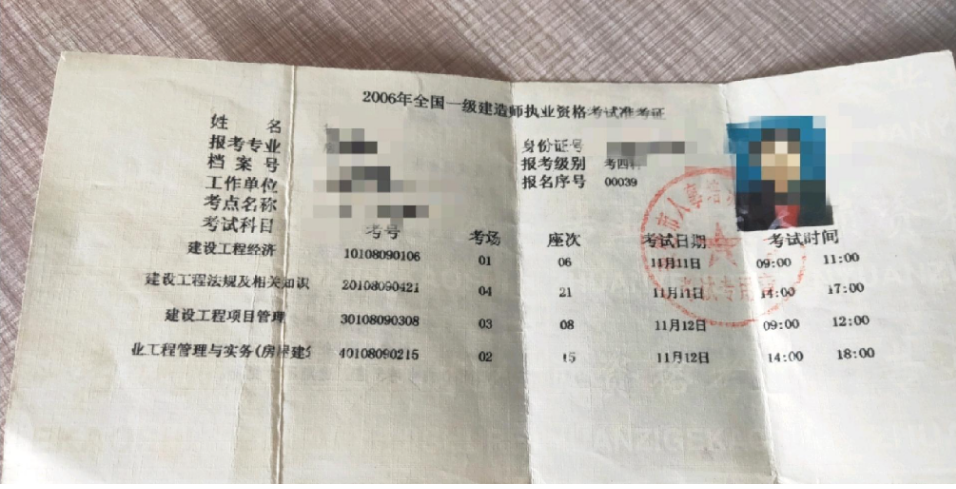 2006年全国一级建造师执业资格考试准考证
姓 名
报考专业 身份证号
档 案 号 报考级别 考四科
工作单位 报名序号 00039
考点名称
考试科目 考号 考场 座次 考试日期 考试时间
建设工程经济 10108090106 01 06 11月11日 09:00 11:00
建设工程法规及相关知识 20108090421 04 21 11月11日 14:00 17:00
建设工程项目管理 30108090308 03 08 11月12日 09:00 12:00
业工程管理与实务(房屋建 40108090215 02 15 11月12日 14:00 18:00